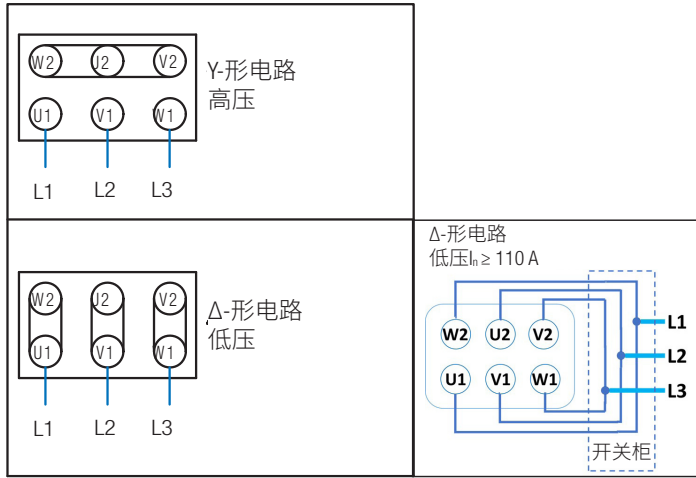 W2 U2 V2
Y-形电路
高压
U1 V1 W1
L1 L2 L3
W2 U2 V2
Δ-形电路
低压
U1 V1 W1
L1 L2 L3
Δ-形电路
低压Iₙ ≥ 110 A
W2 U2 V2
U1 V1 W1
L1
L2
L3
开关柜